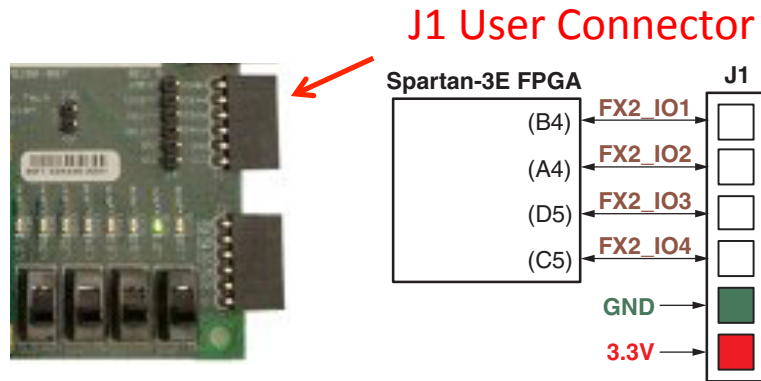 J1 User Connector
Spartan-3E FPGA
J1
(B4) FX2_IO1
(A4) FX2_IO2
(D5) FX2_IO3
(C5) FX2_IO4
GND
3.3V